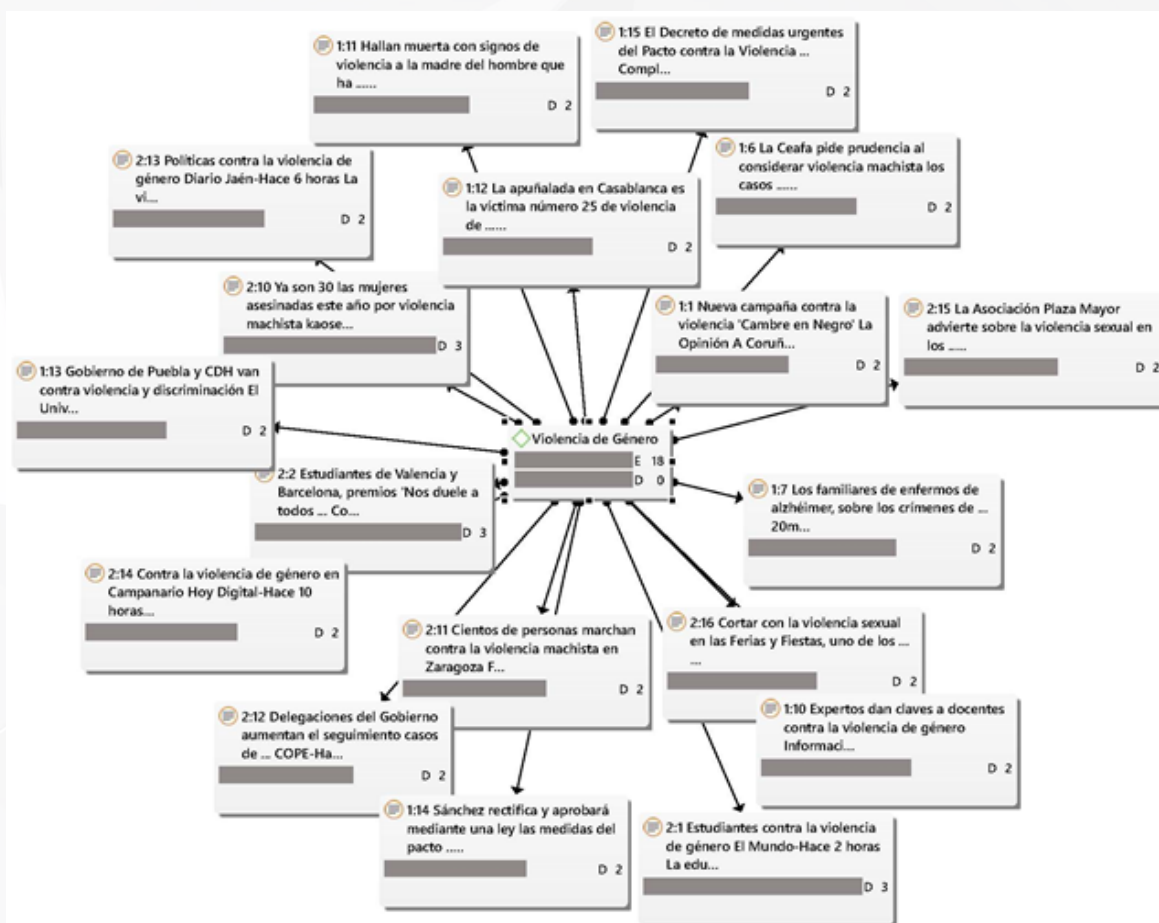 1:11 Hallan muerta con signos de
violencia a la madre del hombre que
ha ......
D 2
1:15 El Decreto de medidas urgentes
del Pacto contra la Violencia ...
Compl...
D 2
2:13 Políticas contra la violencia de
género Diario Jaén-Hace 6 horas La
vi...
D 2
1:12 La apuñalada en Casablanca es
la víctima número 25 de violencia
de ......
D 2
1:6 La Ceafa pide prudencia al
considerar violencia machista los
casos ......
D 2
2:10 Ya son 30 las mujeres
asesinadas este año por violencia
machista kaose...
D 3
1:1 Nueva campaña contra la
violencia 'Cambre en Negro' La
Opinión A Coruñ...
D 2
2:15 La Asociación Plaza Mayor
advierte sobre la violencia sexual en
los ......
D 2
1:13 Gobierno de Puebla y CDH van
contra violencia y discriminación El
Univ...
D 2
Violencia de Género
E 18
D 0
2:2 Estudiantes de Valencia y
Barcelona, premios 'Nos duele a
todos ... Co...
D 3
1:7 Los familiares de enfermos de
alzhéimer, sobre los crímenes de ...
20m...
D 2
2:14 Contra la violencia de género en
Campanario Hoy Digital-Hace 10
horas...
D 2
2:11 Cientos de personas marchan
contra la violencia machista en
Zaragoza F...
D 2
2:16 Cortar con la violencia sexual
en las Ferias y Fiestas, uno de los ...
...
D 2
2:12 Delegaciones del Gobierno
aumentan el seguimiento casos
de ... COPE-Ha...
D 2
1:10 Expertos dan claves a docentes
contra la violencia de género
Informaci...
D 2
1:14 Sánchez rectifica y aprobará
mediante una ley las medidas del
pacto .....
D 2
2:1 Estudiantes contra la violencia
de género El Mundo-Hace 2 horas
La edu...
D 3